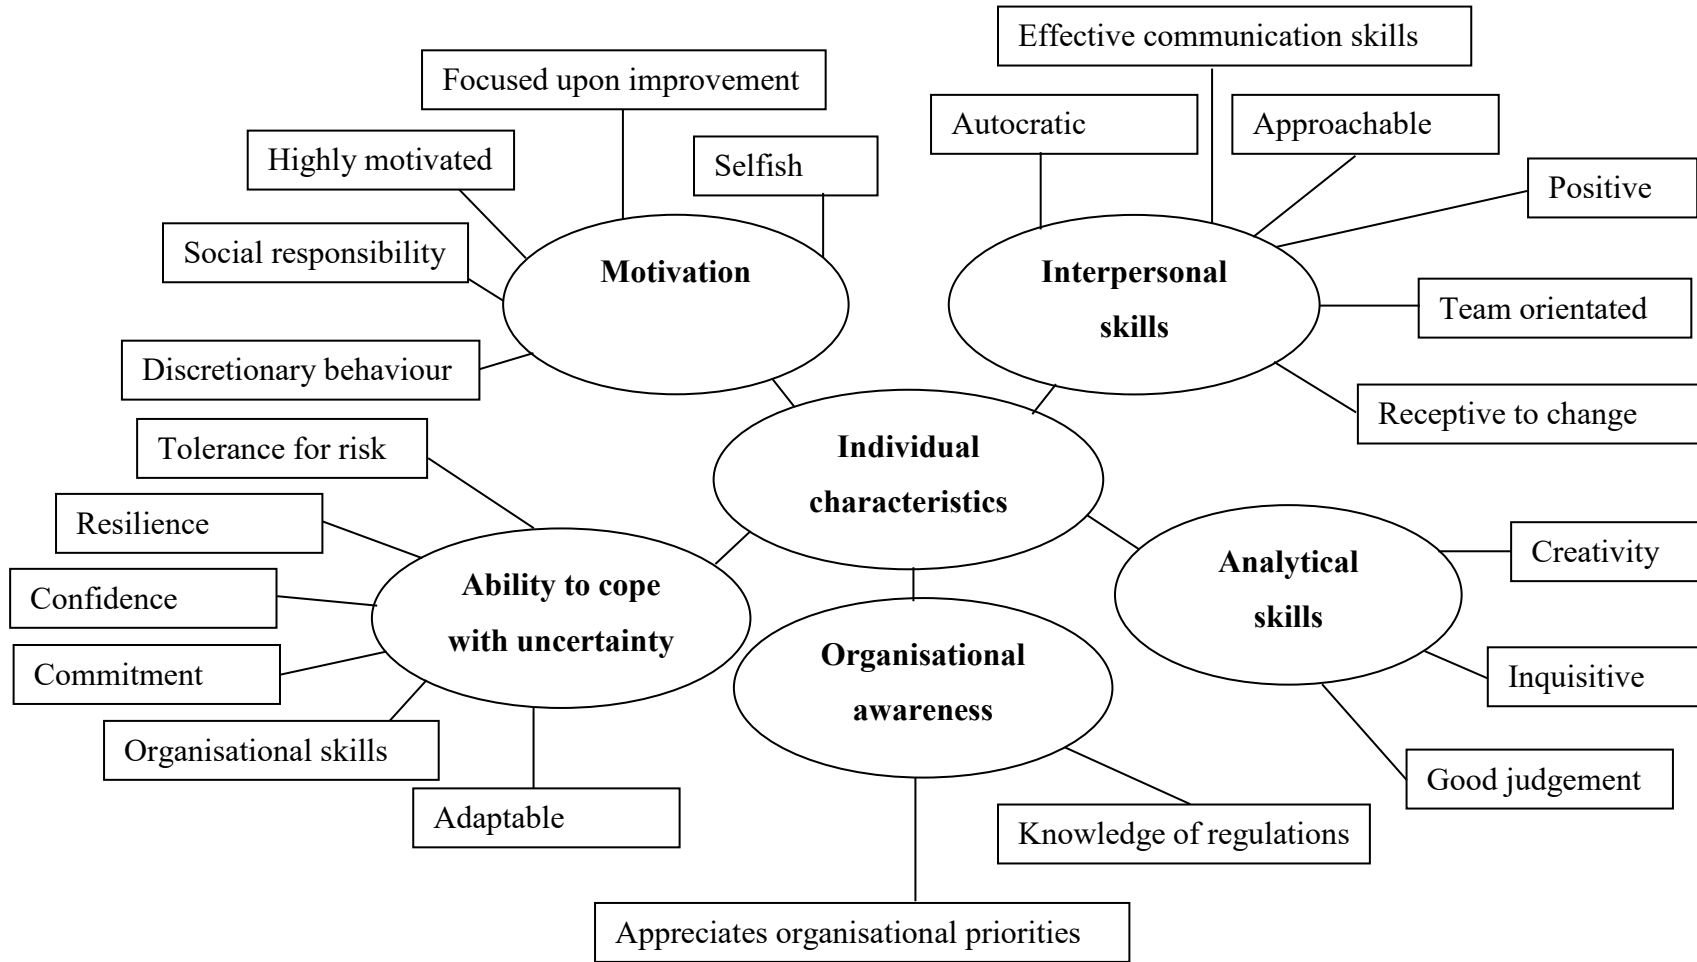 Effective communication skills
Focused upon improvement
Autocratic
Approachable
Highly motivated
Selfish
Positive
Social responsibility
Motivation
Interpersonal
skills
Team orientated
Discretionary behaviour
Receptive to change
Tolerance for risk
Individual
characteristics
Resilience
Creativity
Analytical
skills
Confidence
Ability to cope
with uncertainty
Commitment
Organisational
awareness
Inquisitive
Organisational skills
Good judgement
Adaptable
Knowledge of regulations
Appreciates organisational priorities